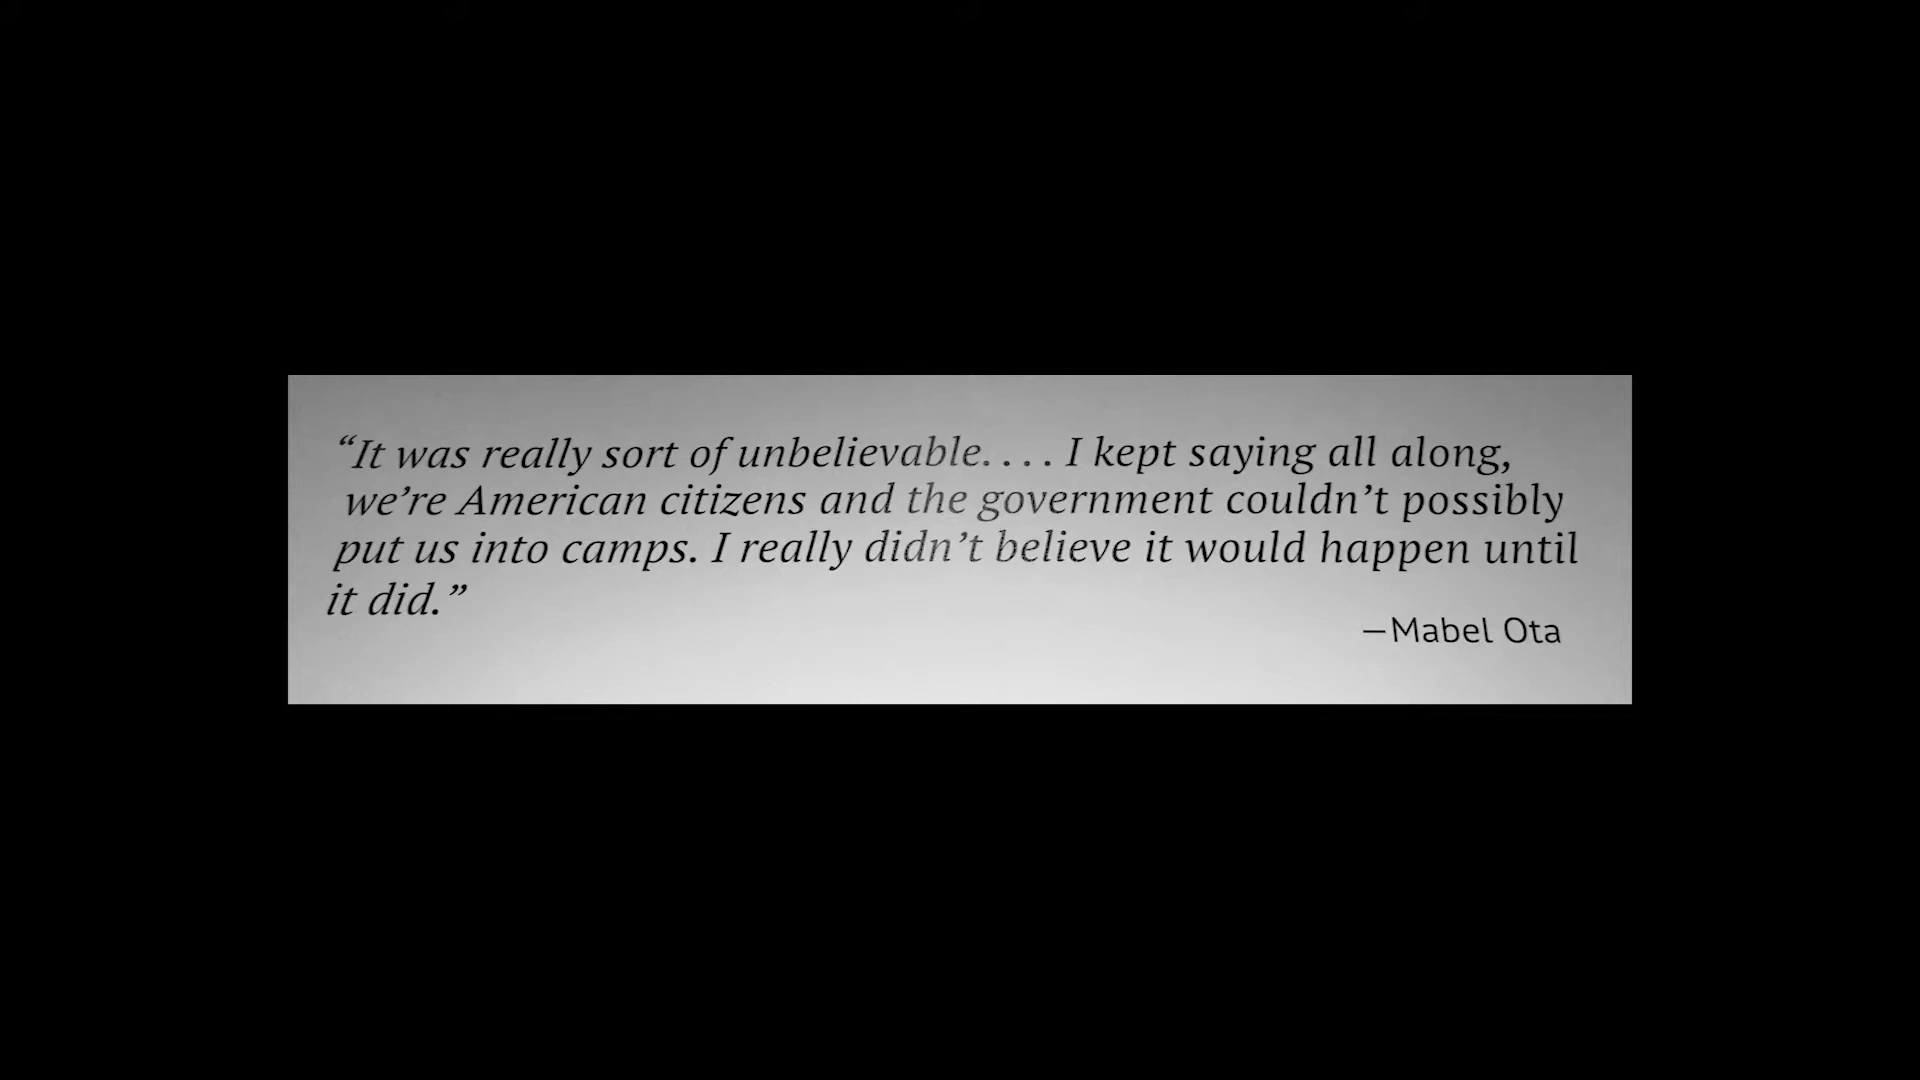 “It was really sort of unbelievable. . . . I kept saying all along,
we’re American citizens and the government couldn’t possibly
put us into camps. I really didn’t believe it would happen until
it did.”
—Mabel Ota